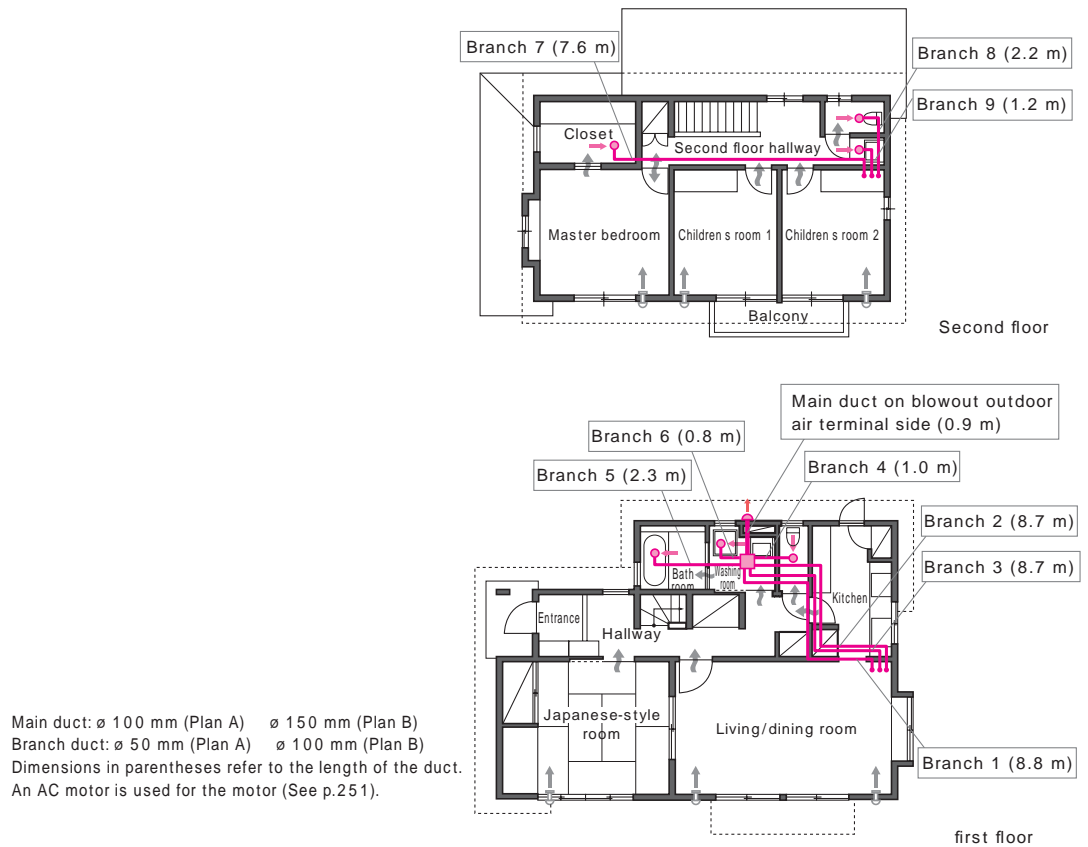 Branch 7 (7.6 m)
Branch 8 (2.2 m)
Branch 9 (1.2 m)
Closet
Second floor hallway
Master bedroom
Children s room 1
Children s room 2
Balcony
Second floor
Main duct on blowout outdoor
air terminal side (0.9 m)
Branch 6 (0.8 m)
Branch 5 (2.3 m)
Branch 4 (1.0 m)
Branch 2 (8.7 m)
Branch 3 (8.7 m)
Bath
room
Washing
room
Kitchen
Entrance
Hallway
Japanese-style
room
Living/dining room
Branch 1 (8.8 m)
first floor
Main duct: ø 100 mm (Plan A) ø 150 mm (Plan B)
Branch duct: ø 50 mm (Plan A) ø 100 mm (Plan B)
Dimensions in parentheses refer to the length of the duct.
An AC motor is used for the motor (See p.251).